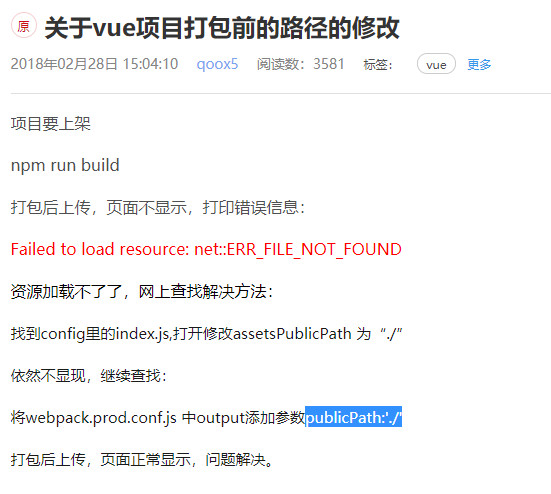 原 关于vue项目打包前的路径的修改
2018年02月28日 15:04:10 qoox5 阅读数：3581 标签： vue 更多
项目要上架
npm run build
打包后上传，页面不显示，打印错误信息：
Failed to load resource: net::ERR_FILE_NOT_FOUND
资源加载不了了，网上查找解决方法：
找到config里的index.js,打开修改assetsPublicPath 为“./”
依然不显现，继续查找：
将webpack.prod.conf.js 中output添加参数publicPath:'./'
打包后上传，页面正常显示，问题解决。